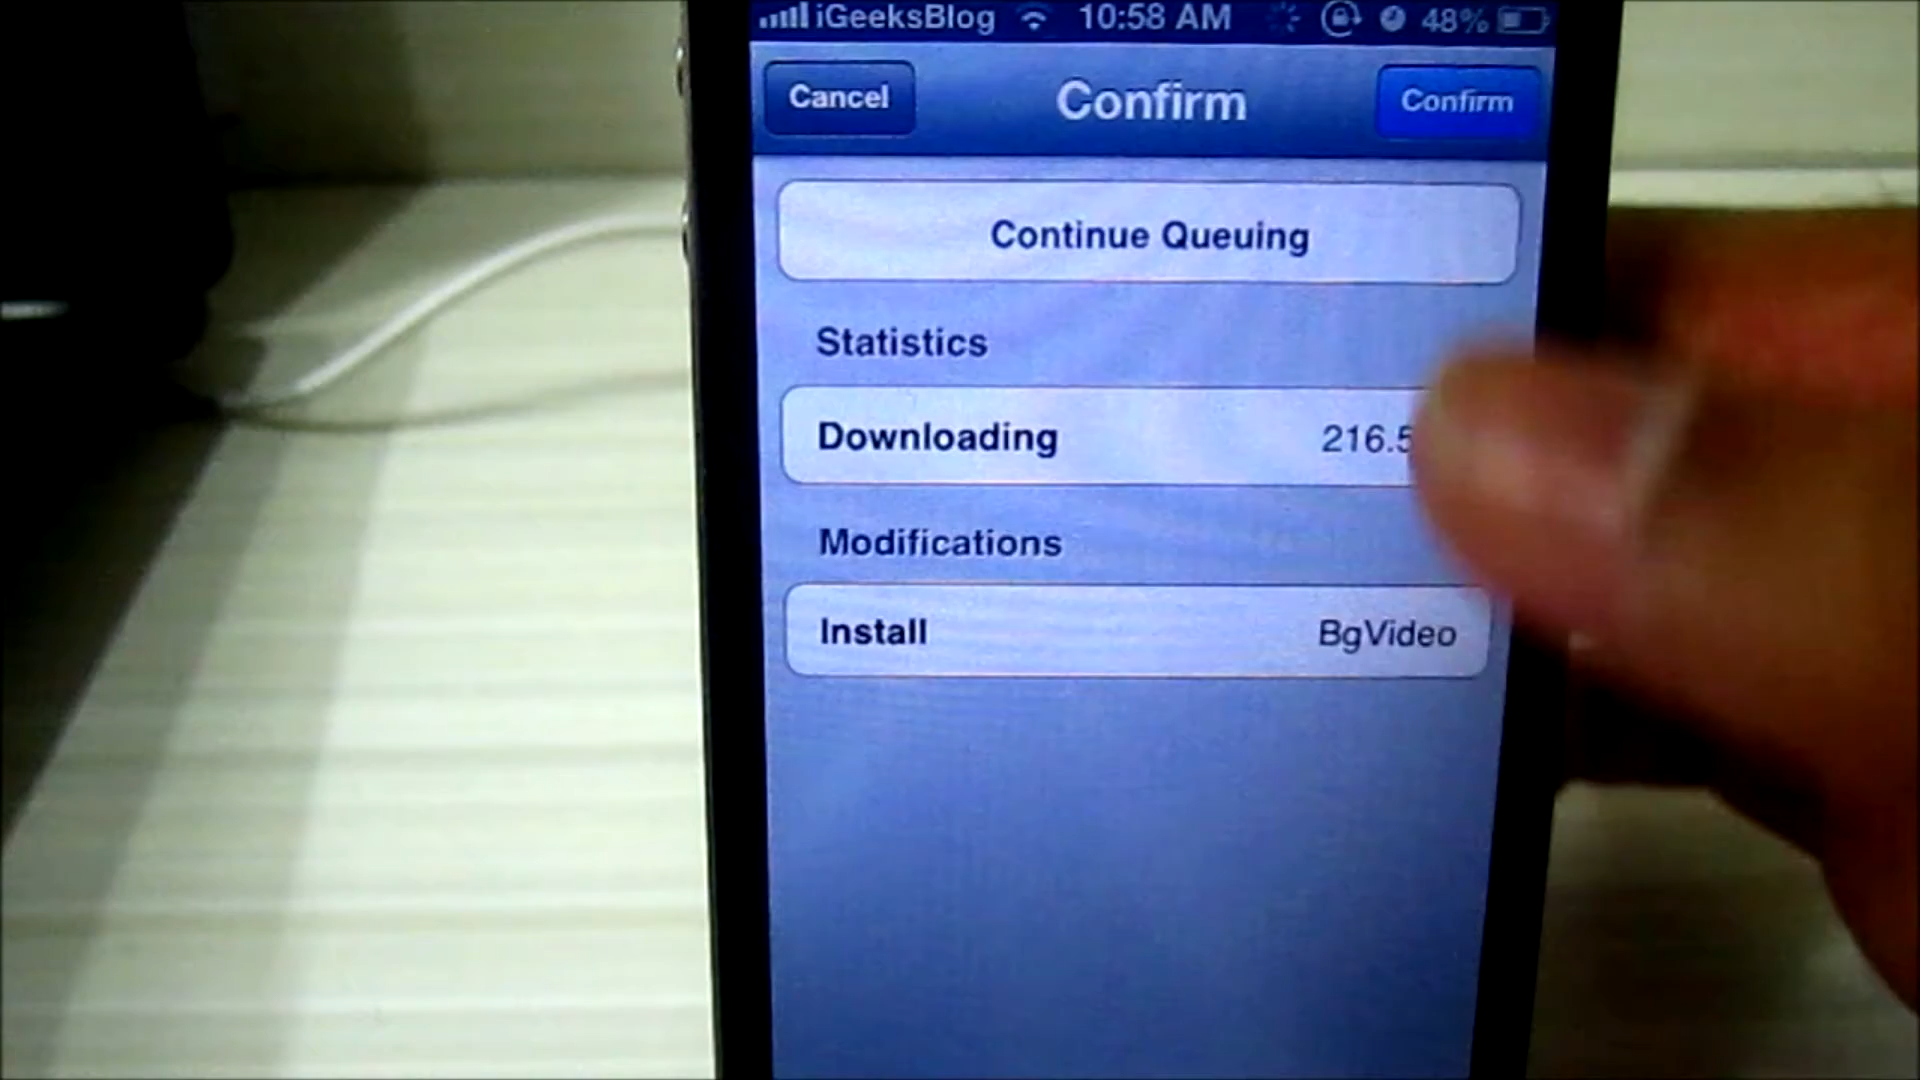 iGeeksBlog 10:58 AM 48%
Cancel Confirm Confirm
Continue Queuing
Statistics
Downloading 216.5
Modifications
Install BgVideo